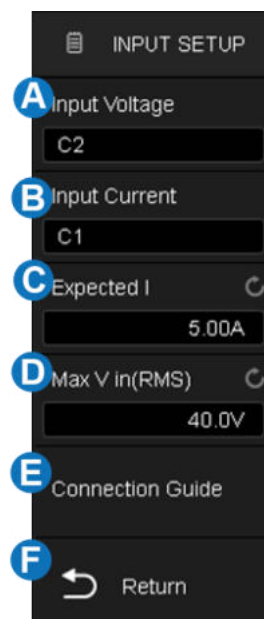 INPUT SETUP
A
Input Voltage
C2
B
Input Current
C1
C
Expected I
5.00A
D
Max V in(RMS)
40.0V
E
Connection Guide
F
Return